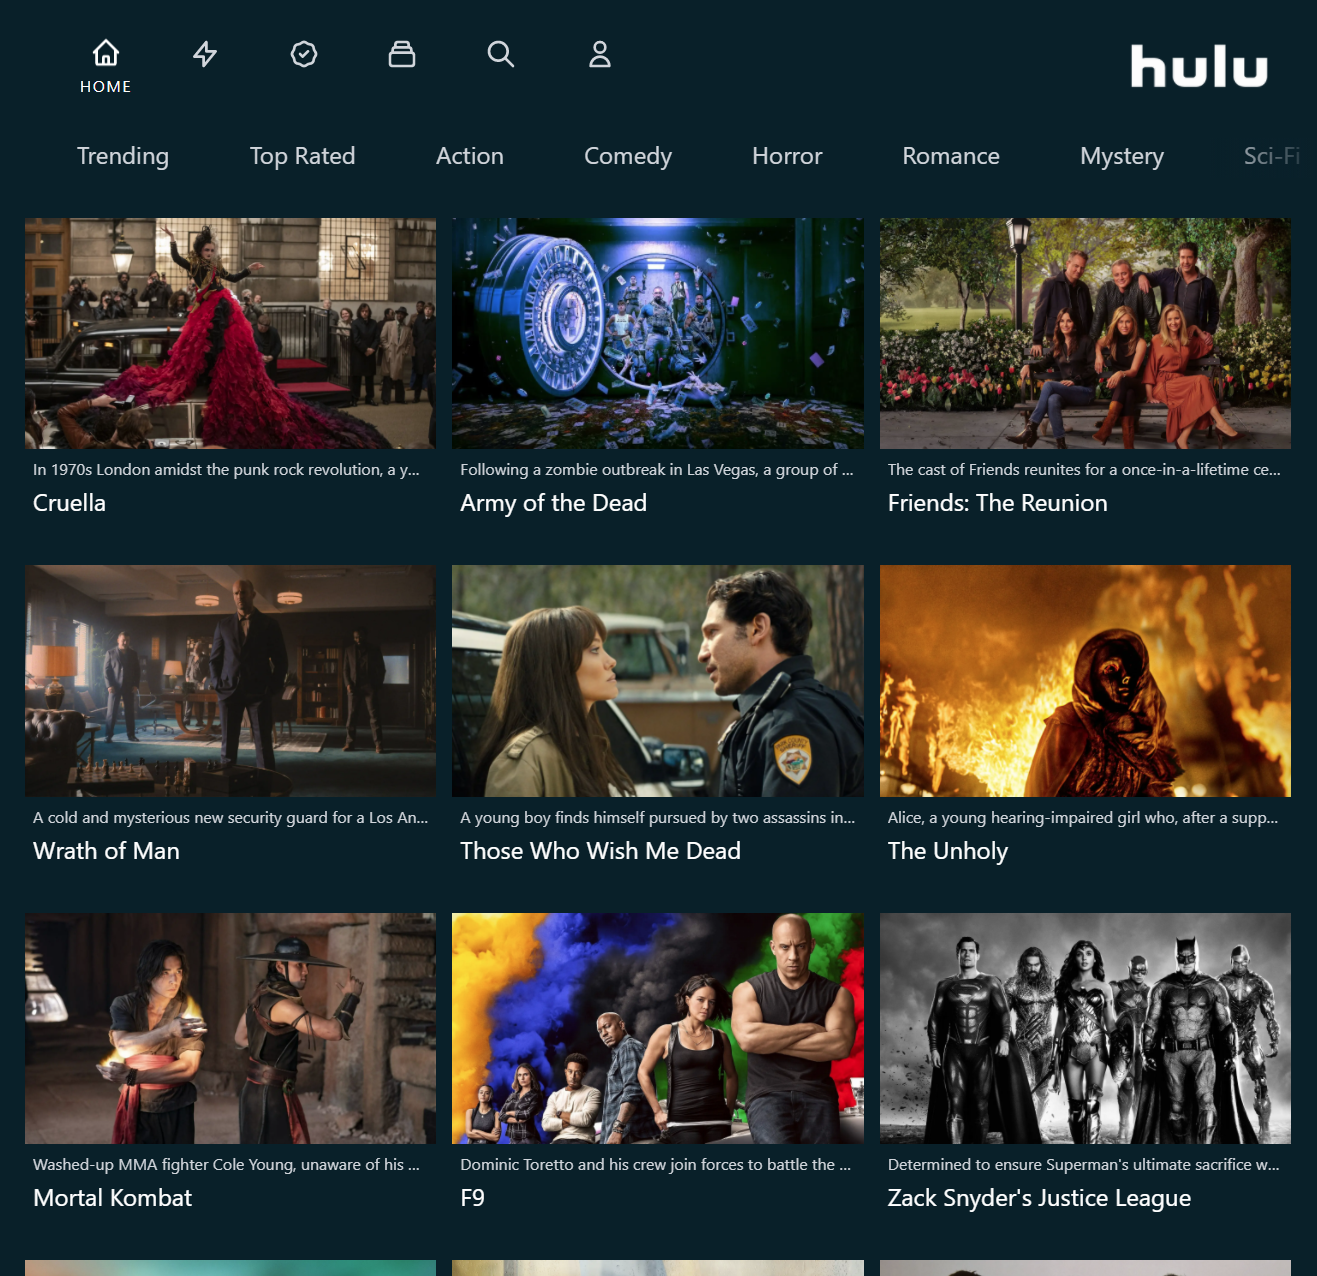 HOME
hulu
Trending Top Rated Action Comedy Horror Romance Mystery Sci-Fi
In 1970s London amidst the punk rock revolution, a y...
Cruella
Following a zombie outbreak in Las Vegas, a group of ...
Army of the Dead
The cast of Friends reunites for a once-in-a-lifetime ce...
Friends: The Reunion
A cold and mysterious new security guard for a Los An...
Wrath of Man
A young boy finds himself pursued by two assassins in...
Those Who Wish Me Dead
Alice, a young hearing-impaired girl who, after a supp...
The Unholy
Washed-up MMA fighter Cole Young, unaware of his ...
Mortal Kombat
Dominic Toretto and his crew join forces to battle the ...
F9
Determined to ensure Superman's ultimate sacrifice w...
Zack Snyder's Justice League